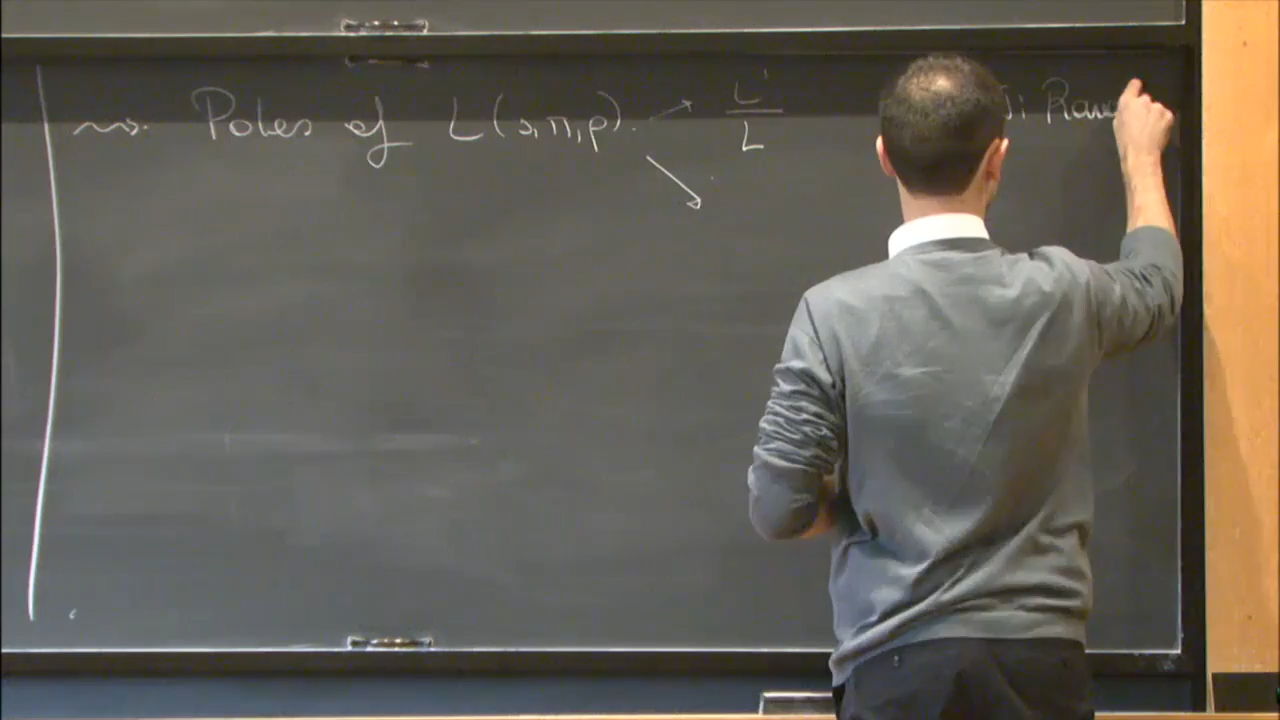 ⇝ Poles of L(s, π, ρ). → L'/L